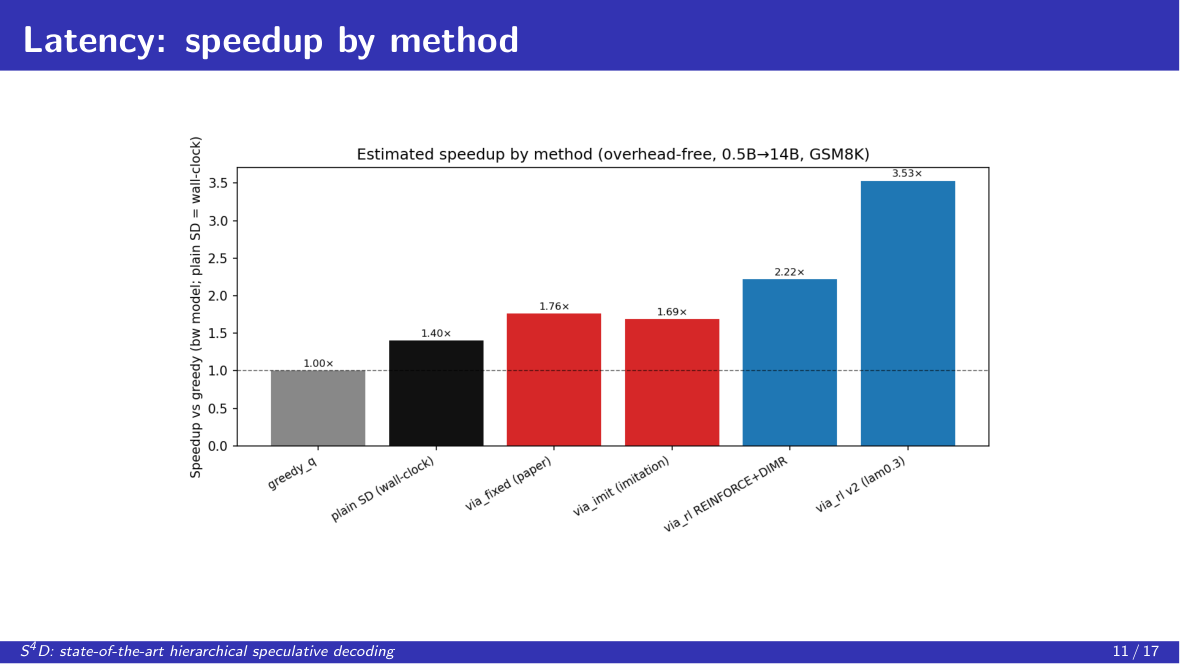 Latency: speedup by method
Estimated speedup by method (overhead-free, 0.5B→14B, GSM8K)
Speedup vs greedy (bw model; plain SD = wall-clock)
3.5
3.0
2.5
2.0
1.5
1.0
0.5
0.0
1.00×
1.40×
1.76×
1.69×
2.22×
3.53×
greedy_q
plain SD (wall-clock)
via_fixed (paper)
via_imit (imitation)
via_rl REINFORCE+DIMR
via_rl v2 (lam0.3)
S⁴D: state-of-the-art hierarchical speculative decoding
11 / 17